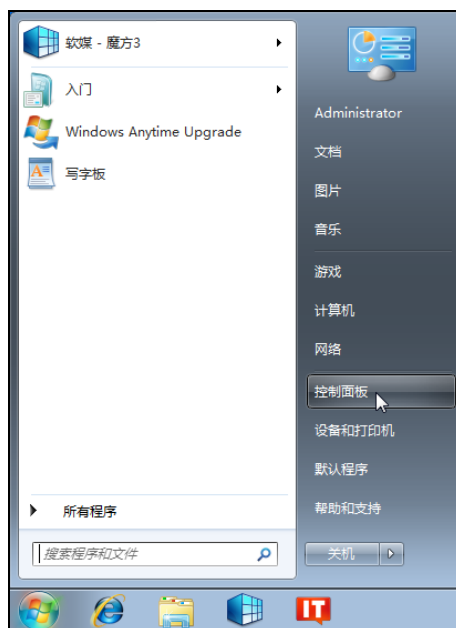 软媒 - 魔方3
入门
Windows Anytime Upgrade
写字板
所有程序
搜索程序和文件
Administrator
文档
图片
音乐
游戏
计算机
网络
控制面板
设备和打印机
默认程序
帮助和支持
关机
IT